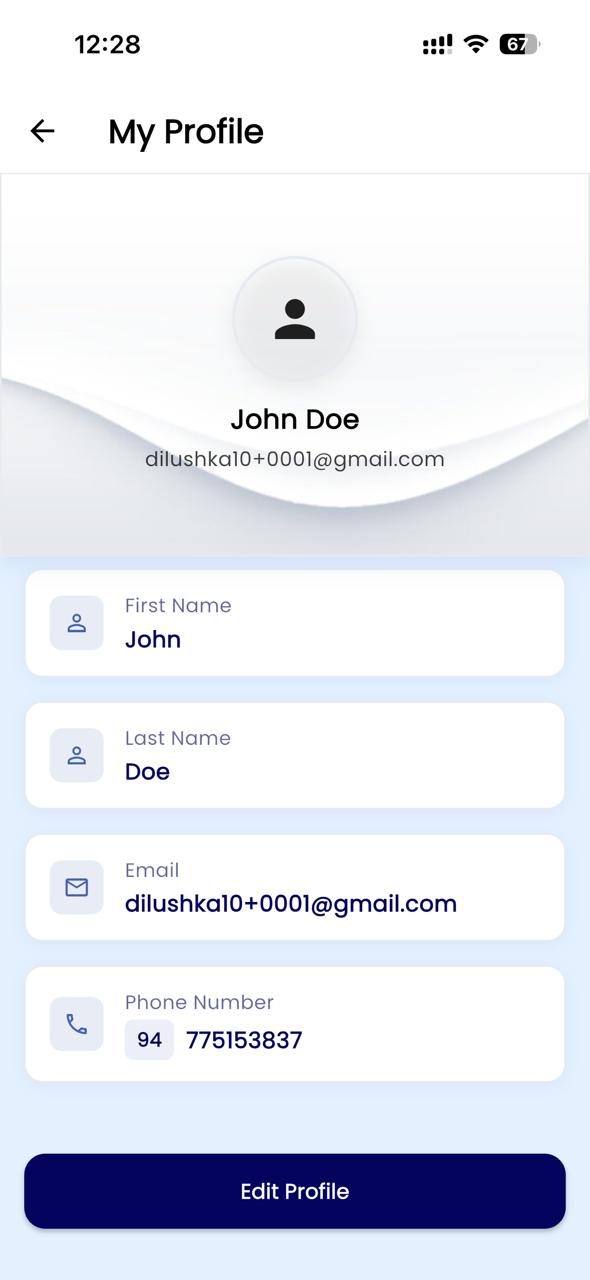 12:28
67
My Profile
John Doe
dilushka10+0001@gmail.com
First Name
John
Last Name
Doe
Email
dilushka10+0001@gmail.com
Phone Number
94 775153837
Edit Profile